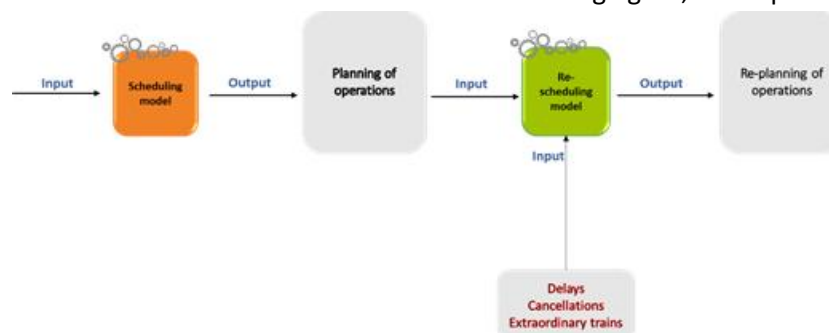 Input
Scheduling
model
Output
Planning of
operations
Input
Re-
scheduling
model
Output
Re-planning of
operations
Input
Delays
Cancellations
Extraordinary trains